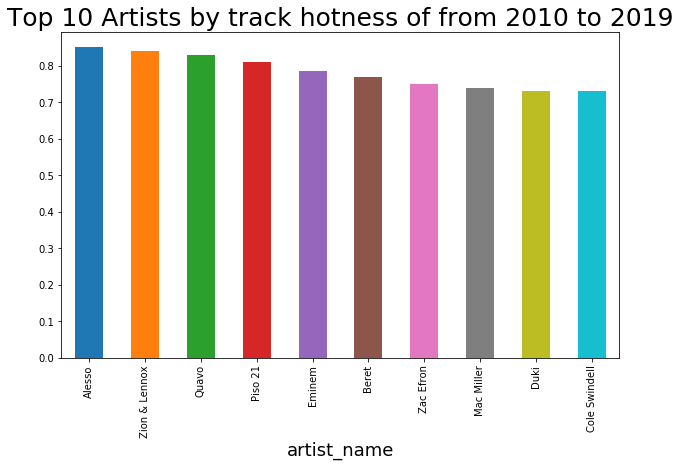 Top 10 Artists by track hotness of from 2010 to 2019
0.8
0.7
0.6
0.5
0.4
0.3
0.2
0.1
0.0
Alesso
Zion & Lennox
Quavo
Piso 21
Eminem
Beret
Zac Efron
Mac Miller
Duki
Cole Swindell
artist_name